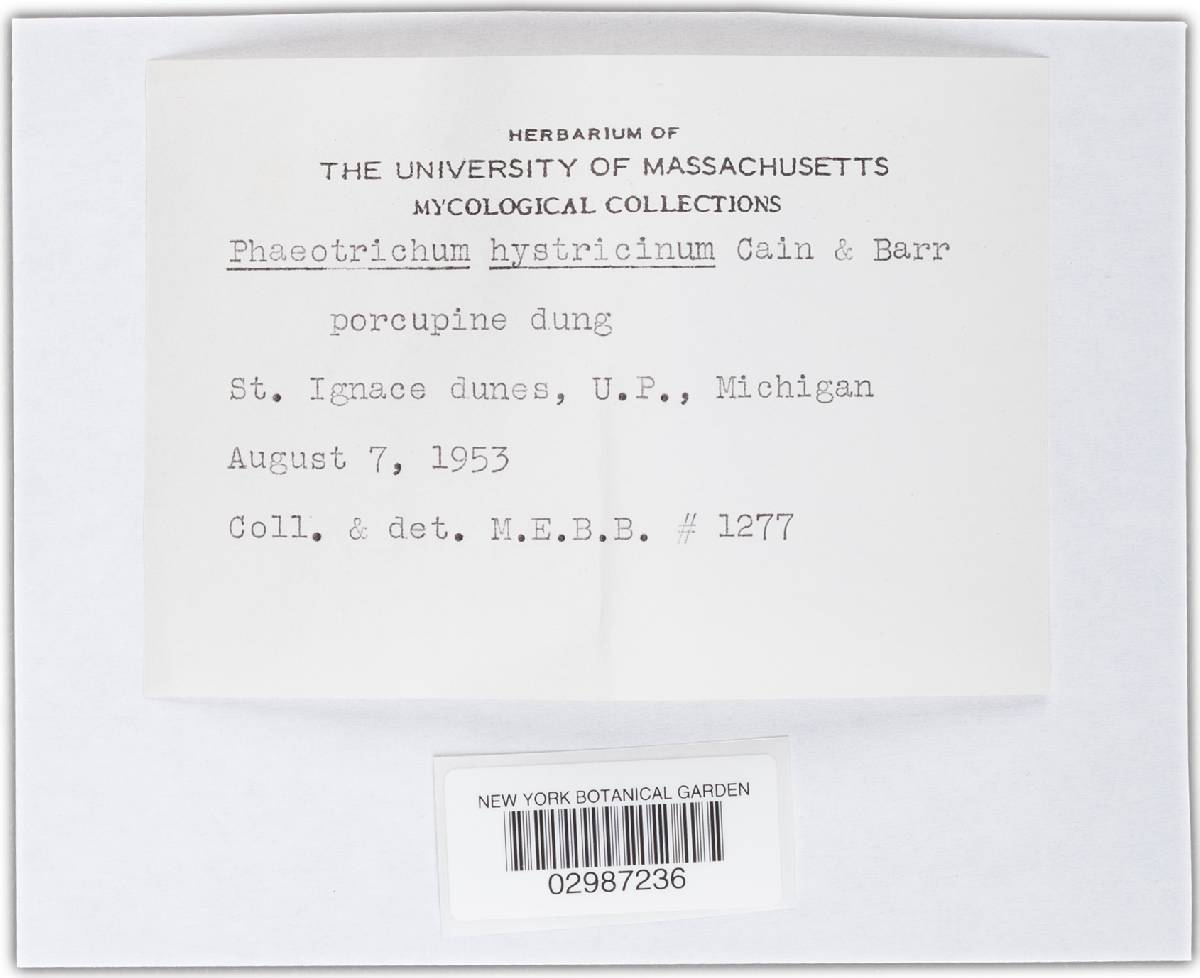 HERBARIUM OF
THE UNIVERSITY OF MASSACHUSETTS
MYCOLOGICAL COLLECTIONS
Phaeotrichum hystricinum Cain & Barr
porcupine dung
St. Ignace dunes, U.P., Michigan
August 7, 1953
Coll. & det. M.E.B.B. # 1277
NEW YORK BOTANICAL GARDEN
02987236